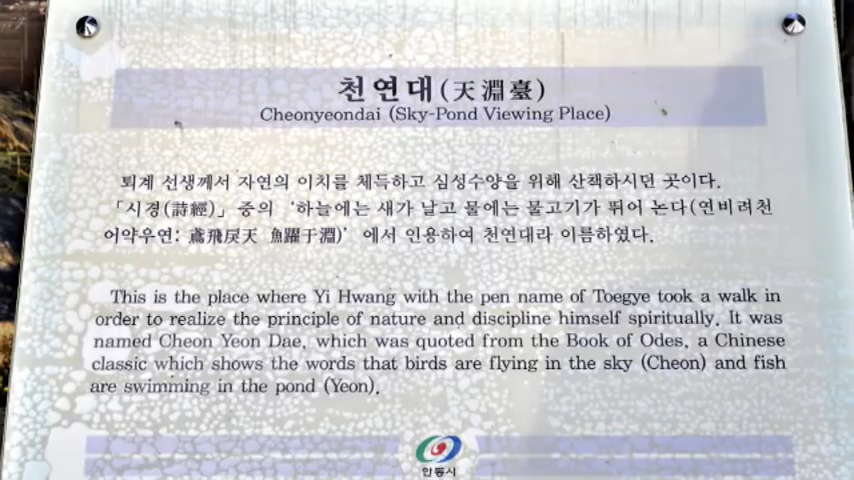 천연대(天淵臺)
Cheonyeondai (Sky-Pond Viewing Place)
퇴계 선생께서 자연의 이치를 체득하고 심성수양을 위해 산책하시던 곳이다.
「시경(詩經)」 중의 ‘하늘에는 새가 날고 물에는 물고기가 뛰어 논다(연비려천
어약우연: 鳶飛戾天 魚躍于淵)’ 에서 인용하여 천연대라 이름하였다.
This is the place where Yi Hwang with the pen name of Toegye took a walk in
order to realize the principle of nature and discipline himself spiritually. It was
named Cheon Yeon Dae, which was quoted from the Book of Odes, a Chinese
classic which shows the words that birds are flying in the sky (Cheon) and fish
are swimming in the pond (Yeon).
안동시